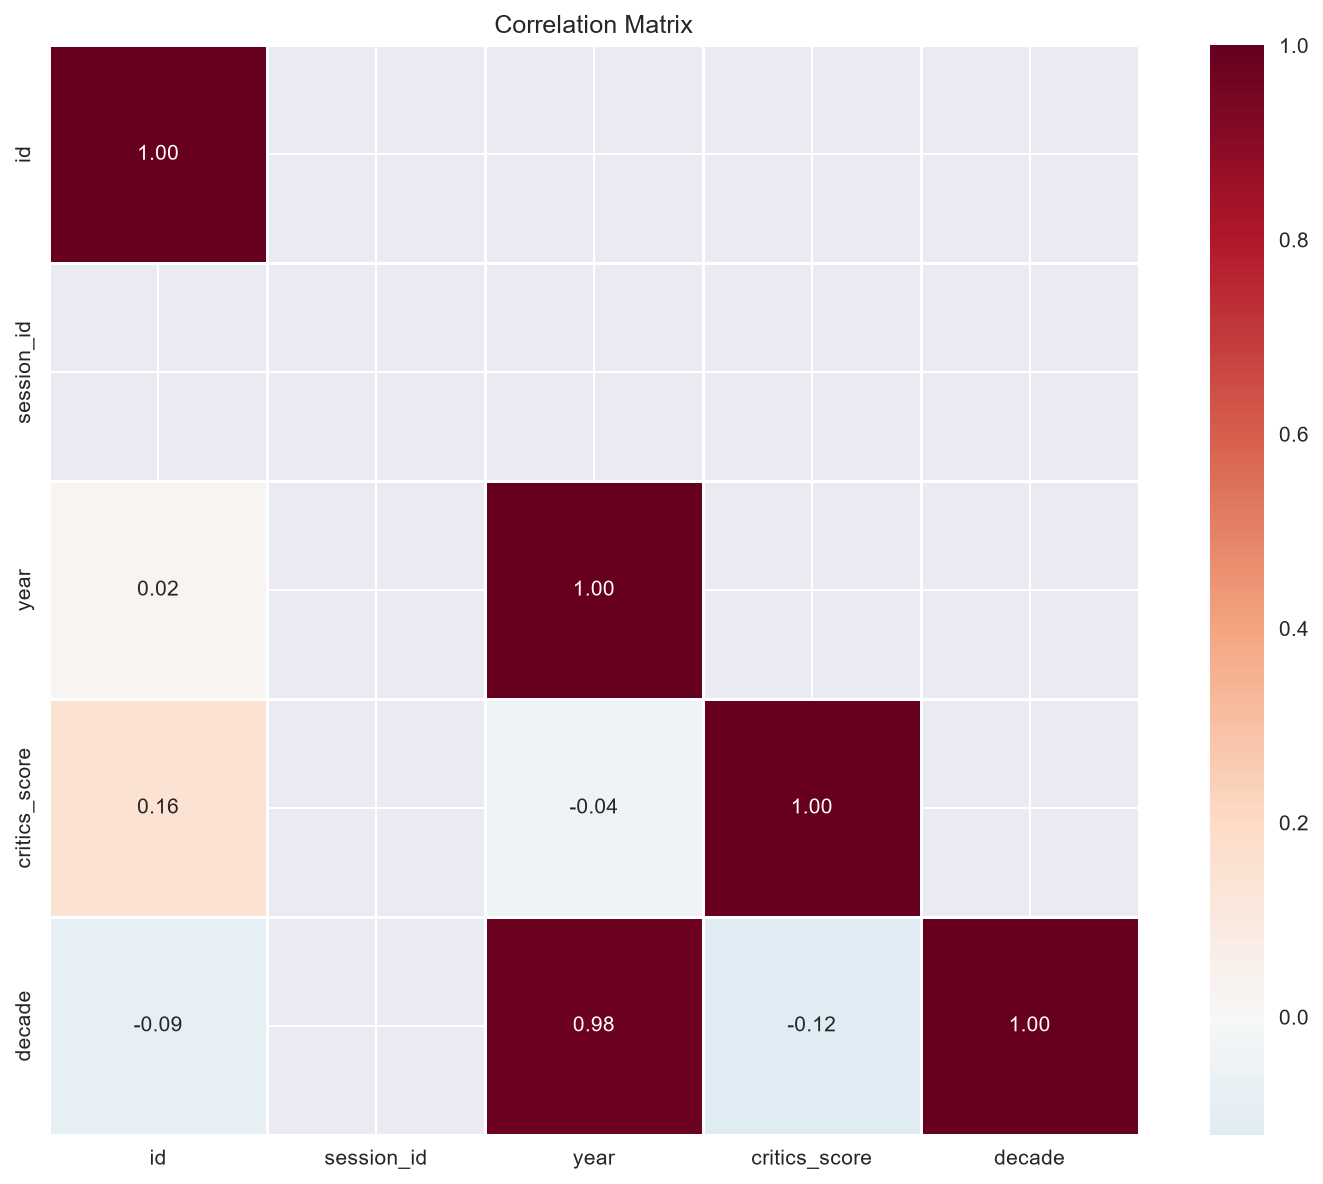 Correlation Matrix
id
1.00
session_id
year
0.02
1.00
critics_score
0.16
-0.04
1.00
decade
-0.09
0.98
-0.12
1.00
id
session_id
year
critics_score
decade
1.0
0.8
0.6
0.4
0.2
0.0